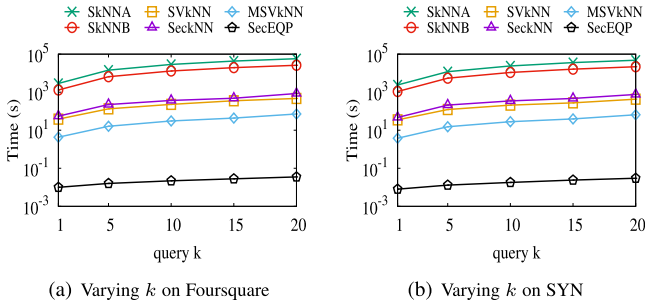 SkNNA SVkNN MSVkNN
SkNNB SeckNN SecEQP
10^5
10^3
10^1
10^-1
10^-3
Time (s)
1 5 10 15 20
query k
(a) Varying k on Foursquare
SkNNA SVkNN MSVkNN
SkNNB SeckNN SecEQP
10^5
10^3
10^1
10^-1
10^-3
Time (s)
1 5 10 15 20
query k
(b) Varying k on SYN